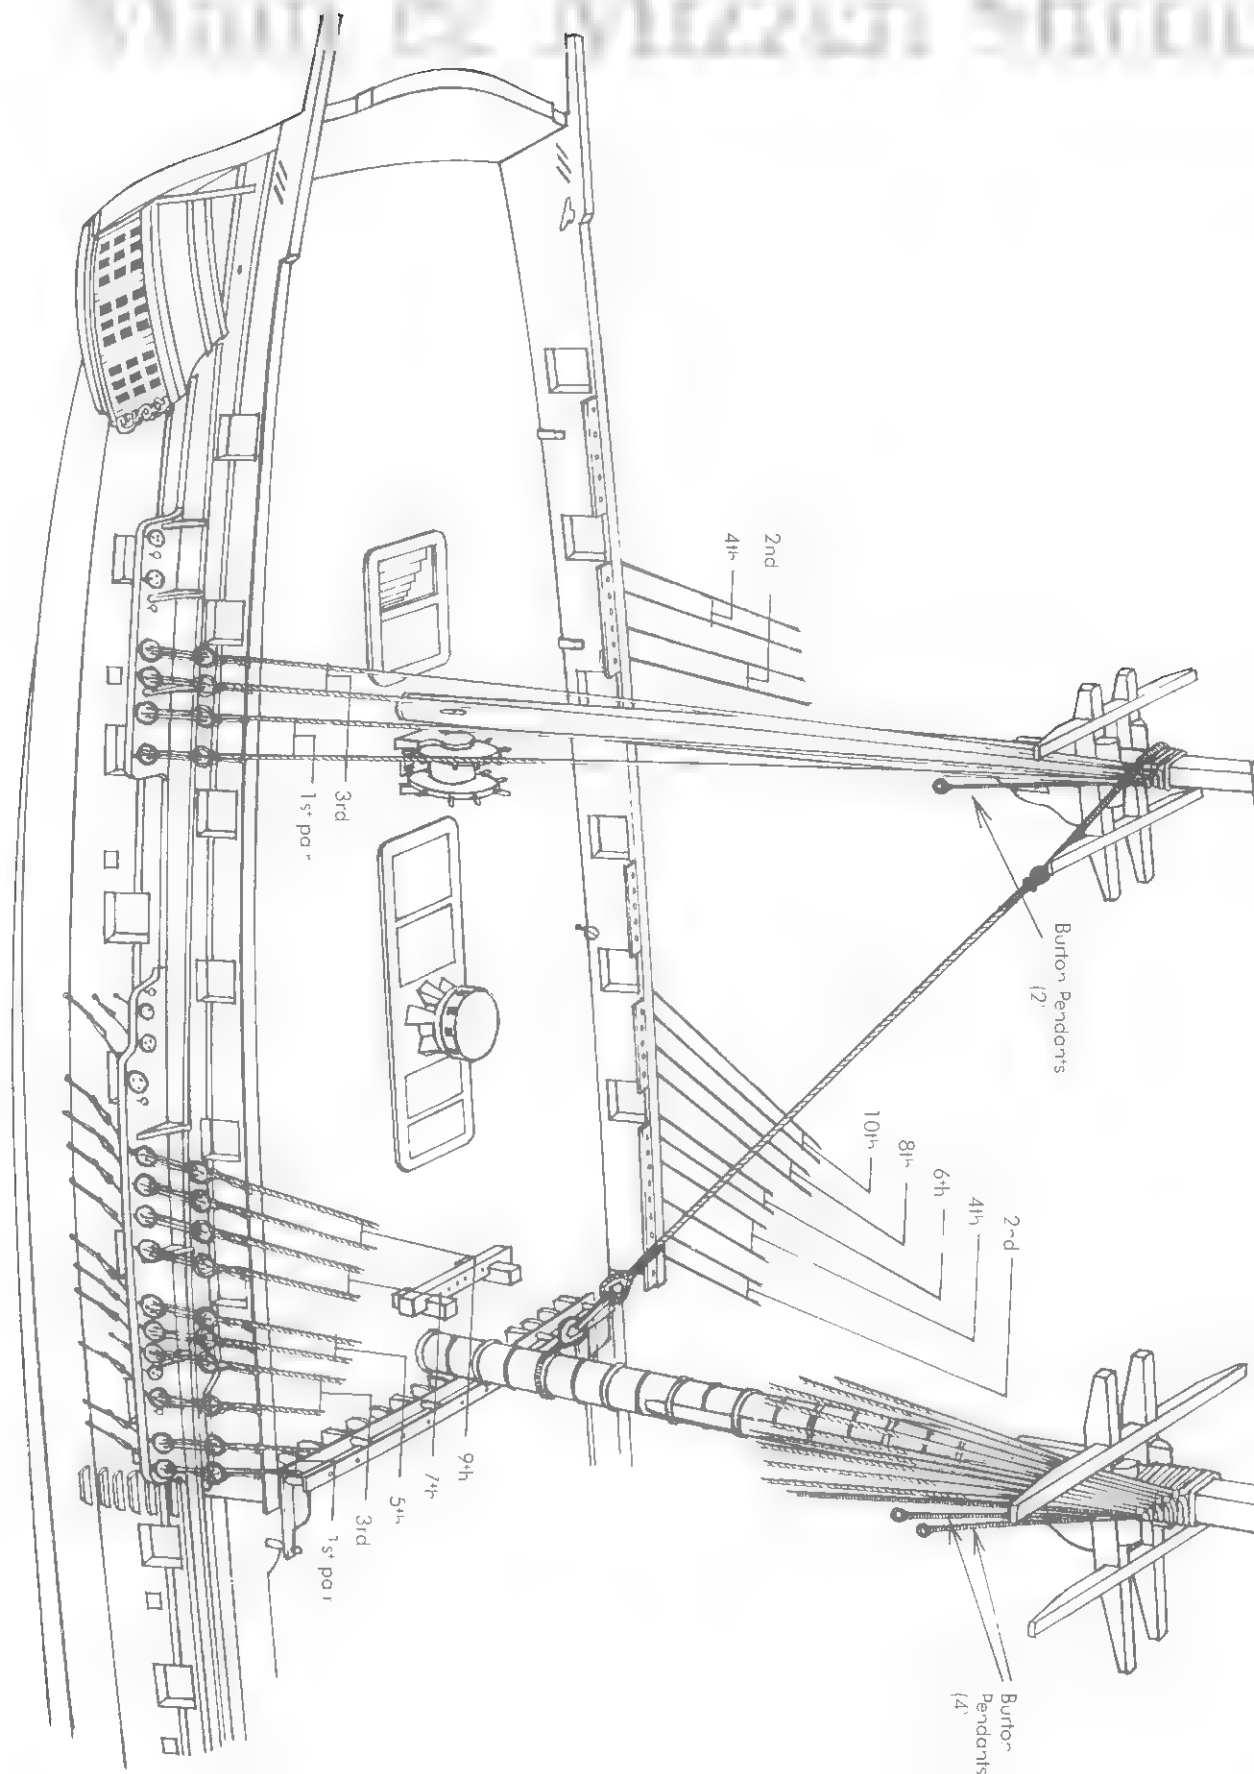 Main & Mizzen Shrou
2nd
4th
3rd
1st pair
Burton Pendants
(2)
10th
8th
6th
4th
2nd
9th
7th
5th
3rd
1st pair
Burton
Pendants
(4)